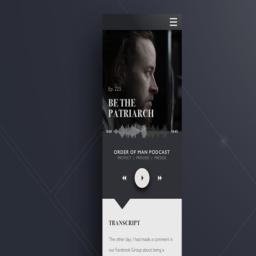 Ep. 225
BE THE
PATRIARCH
ORDER OF MAN PODCAST
PROTECT | PROVIDE | PRESIDE
TRANSCRIPT
The other day, I had made a comment in
our Facebook Group about being a